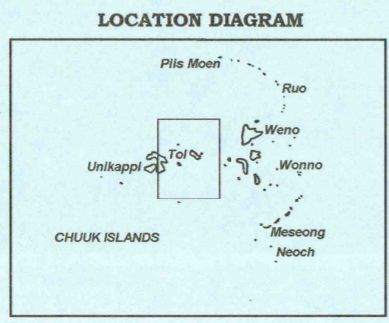 LOCATION DIAGRAM
Piis Moen
Ruo
Weno
Tol
Unikappi
Wonno
CHUUK ISLANDS
Meseong
Neoch